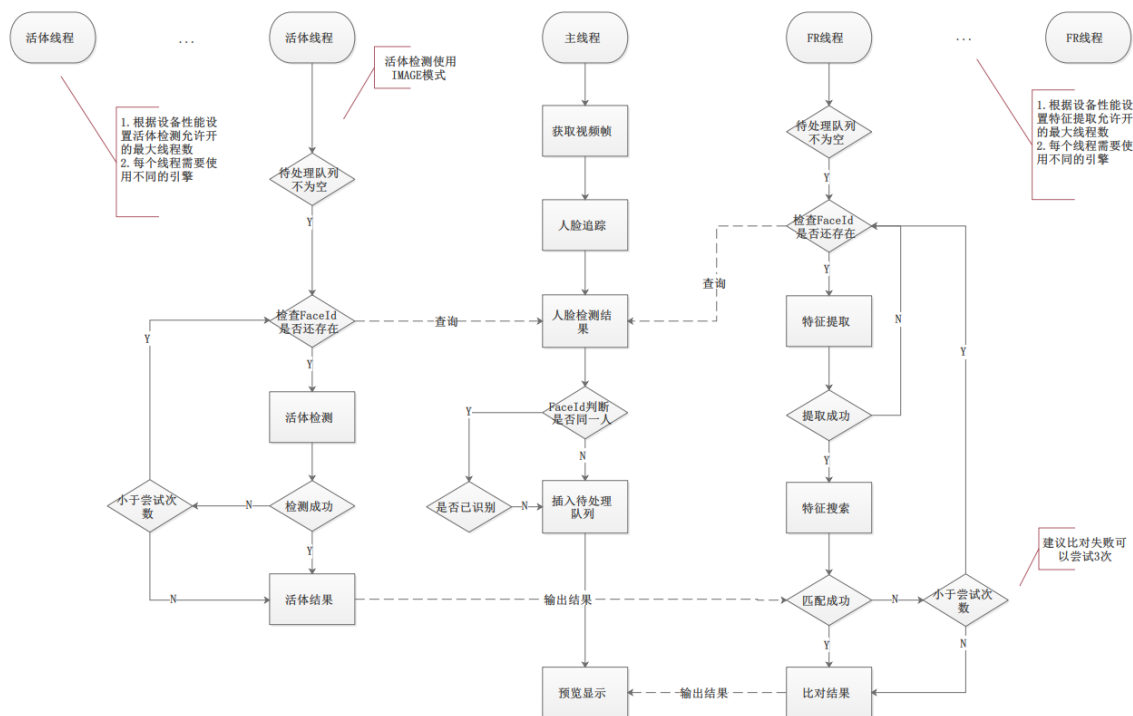 活体线程
...
活体线程
主线程
FR线程
...
FR线程
活体检测使用
IMAGE模式
1.根据设备性能设
置活体检测允许开
的最大线程数
2.每个线程需要使
用不同的引擎
1.根据设备性能设
置特征提取允许开
的最大线程数
2.每个线程需要使
用不同的引擎
获取视频帧
待处理队列
不为空
待处理队列
不为空
Y
Y
人脸追踪
检查FaceId
是否还存在
查询
Y
检查FaceId
是否还存在
查询
人脸检测结
果
特征提取
N
Y
Y
Y
活体检测
Y
FaceId判断
是否同一人
提取成功
N
Y
小于尝试次
数
N
检测成功
是否已识别
N
插入待处理
队列
特征搜索
Y
建议比对失败可
以尝试3次
N
活体结果
输出结果
匹配成功
N
小于尝试次
数
Y
N
预览显示
输出结果
比对结果